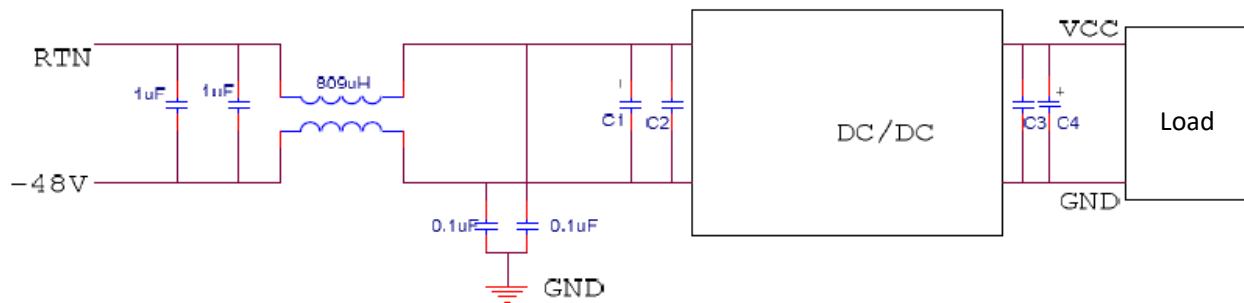 RTN
1uF
1uF
809uH
-48V
0.1uF
0.1uF
GND
C1
C2
DC/DC
VCC
C3
C4
GND
Load